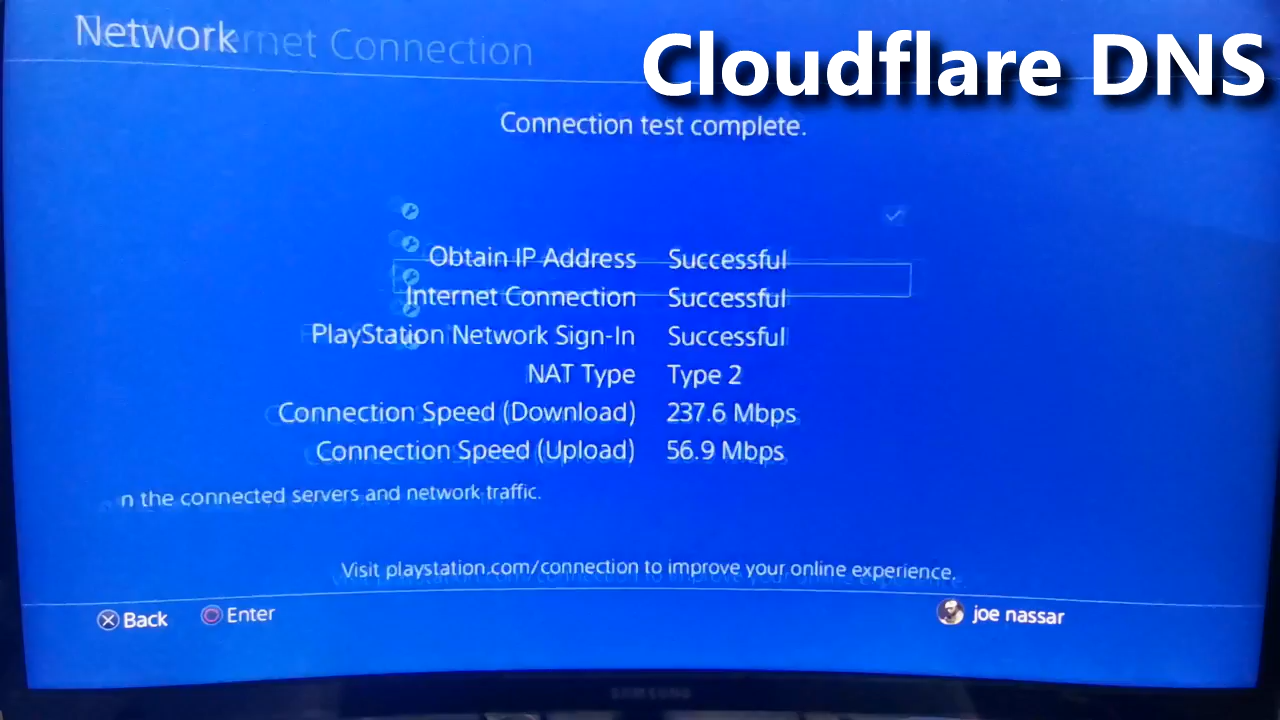 Network
rnet Connection
Cloudflare DNS
Connection test complete.
Obtain IP Address Successful
Internet Connection Successful
PlayStation Network Sign-In Successful
NAT Type Type 2
Connection Speed (Download) 237.6 Mbps
Connection Speed (Upload) 56.9 Mbps
n the connected servers and network traffic.
Visit playstation.com/connection to improve your online experience.
Back Enter joe nassar
SAMSUNG